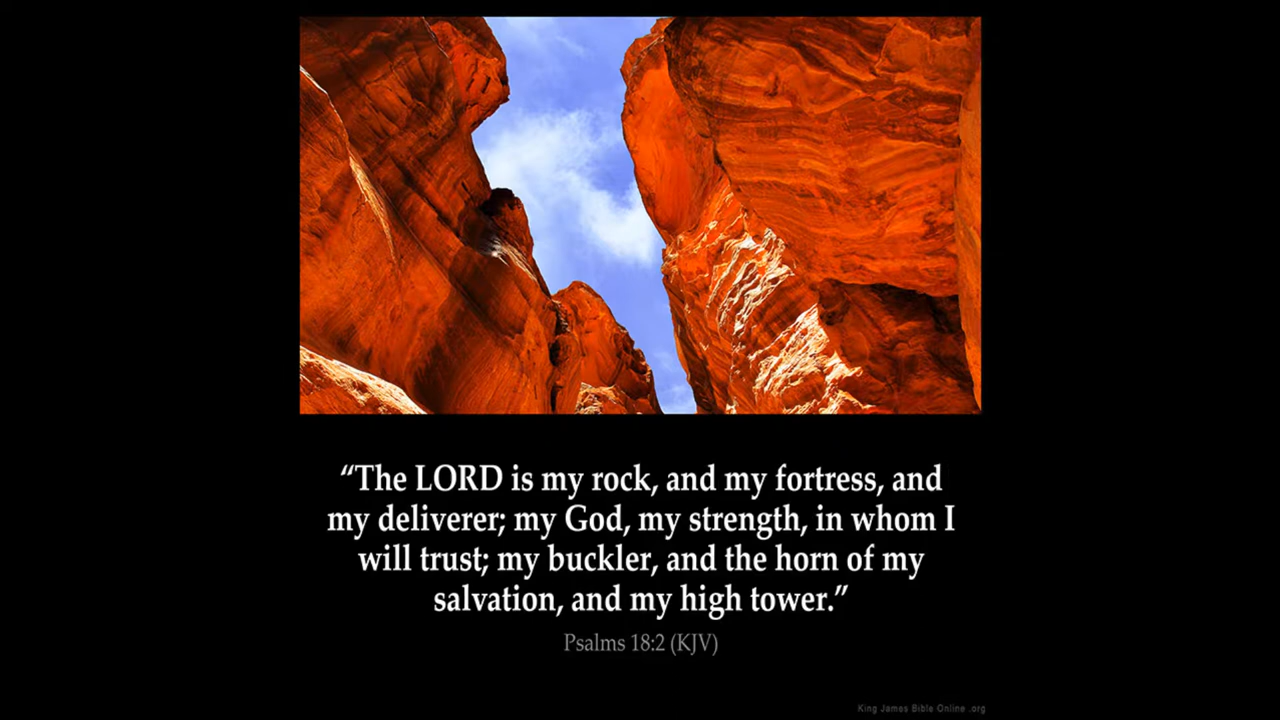 “The LORD is my rock, and my fortress, and
my deliverer; my God, my strength, in whom I
will trust; my buckler, and the horn of my
salvation, and my high tower.”
Psalms 18:2 (KJV)
King James Bible Online .org